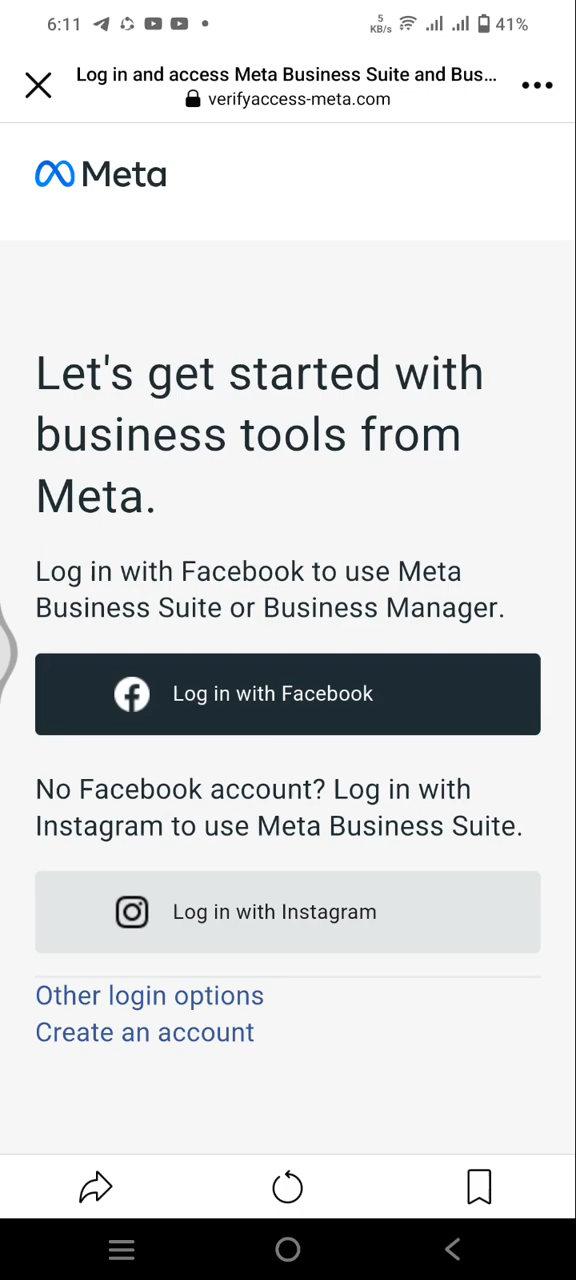 6:11
5 KB/s
41%
Log in and access Meta Business Suite and Bus...
verifyaccess-meta.com
Meta
Let's get started with
business tools from
Meta.
Log in with Facebook to use Meta
Business Suite or Business Manager.
Log in with Facebook
No Facebook account? Log in with
Instagram to use Meta Business Suite.
Log in with Instagram
Other login options
Create an account